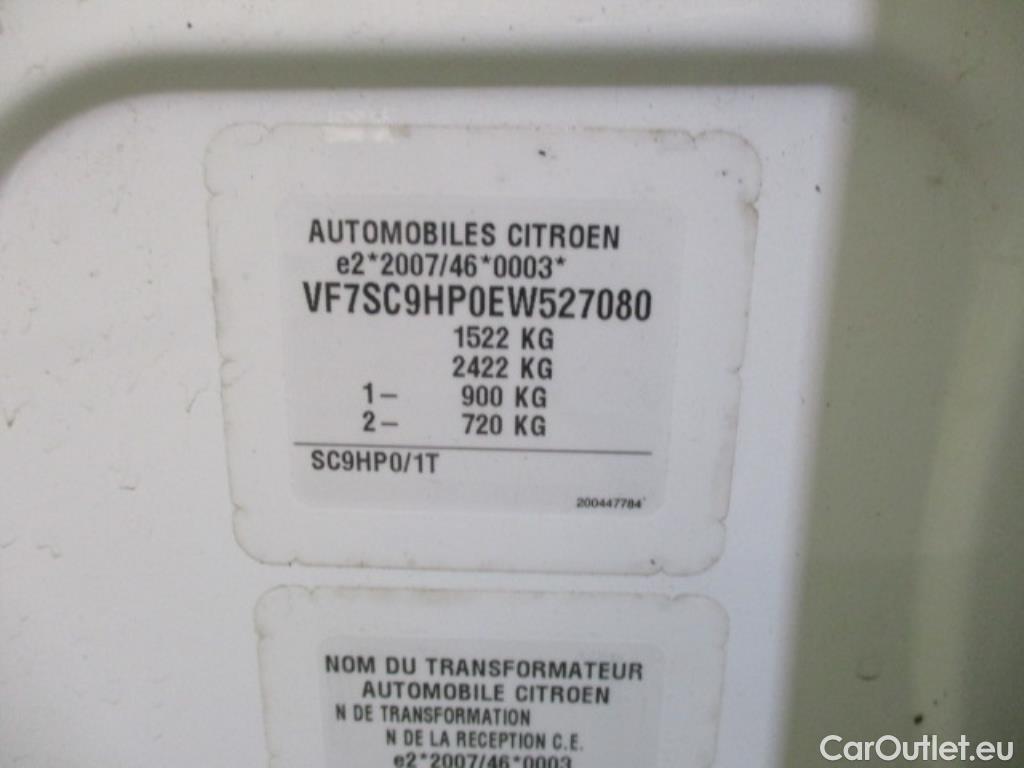 AUTOMOBILES CITROEN
e2*2007/46*0003*
VF7SC9HP0EW527080
1522 KG
2422 KG
1– 900 KG
2– 720 KG
SC9HP0/1T
200447784
NOM DU TRANSFORMATEUR
AUTOMOBILE CITROEN
N DE TRANSFORMATION
N DE LA RECEPTION C.E.
e2*2007/46*0003
CarOutlet.eu